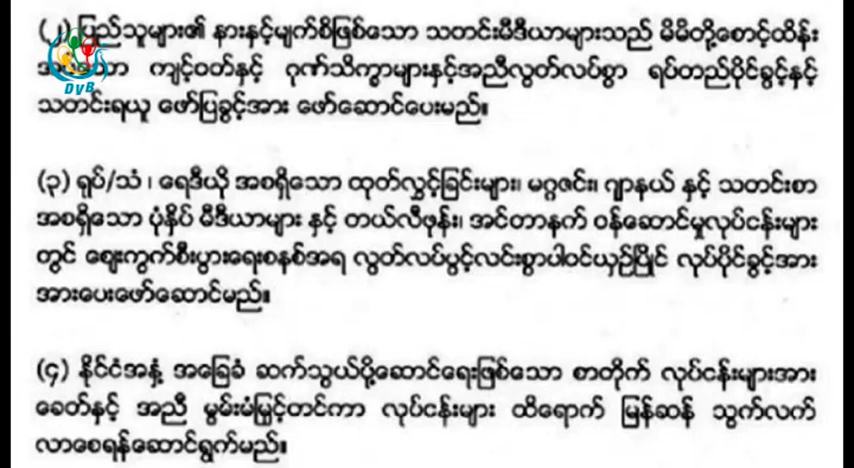 (၂) ပြည်သူများ၏ နားနှင့်မျက်စိဖြစ်သော သတင်းမီဒီယာများသည် မိမိတို့စောင့်ထိန်း
ကျင့်ဝတ်နှင့် ဂုဏ်သိက္ခာများနှင့်အညီလွတ်လပ်စွာ ရပ်တည်ပိုင်ခွင့်နှင့်
သတင်းရယူ ဖော်ပြခွင့်အား ဖော်ဆောင်ပေးမည်။
DVB
(၃) ရုပ်/သံ ၊ ရေဒီယို အစရှိသော ထုတ်လွှင့်ခြင်းများ၊ မဂ္ဂဇင်း၊ ဂျာနယ် နှင့် သတင်းစာ
အစရှိသော ပုံနှိပ် မီဒီယာများ နှင့် တယ်လီဖုန်း၊ အင်တာနက် ဝန်ဆောင်မှုလုပ်ငန်းများ
တွင် ဈေးကွက်စီးပွားရေးစနစ်အရ လွတ်လပ်ပွင့်လင်းစွာပါဝင်ယှဉ်ပြိုင် လုပ်ပိုင်ခွင့်အား
အားပေးဖော်ဆောင်မည်။
(၄) နိုင်ငံအနှံ့ အခြေခံ ဆက်သွယ်ပို့ဆောင်ရေးဖြစ်သော စာတိုက် လုပ်ငန်းများအား
ခေတ်နှင့် အညီ မွမ်းမံမြှင့်တင်ကာ လုပ်ငန်းများ ထိရောက် မြန်ဆန် သွက်လက်
လာစေရန်ဆောင်ရွက်မည်။